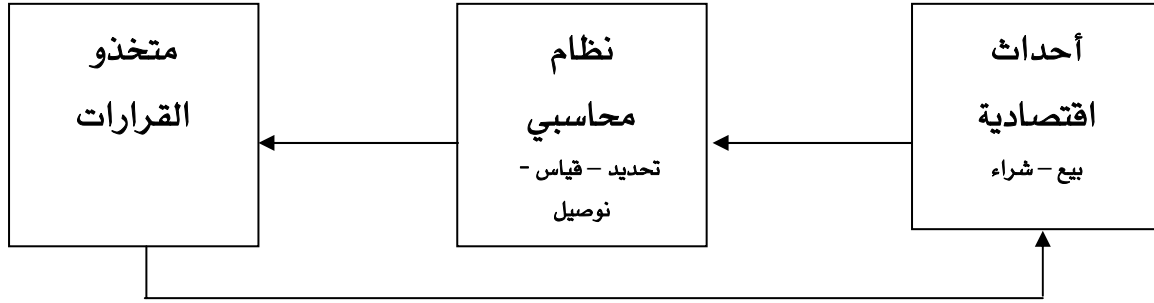 أحداث
اقتصادية
بيع – شراء
نظام
محاسبي
تحديد – قياس -
نوصيل
متخذو
القرارات